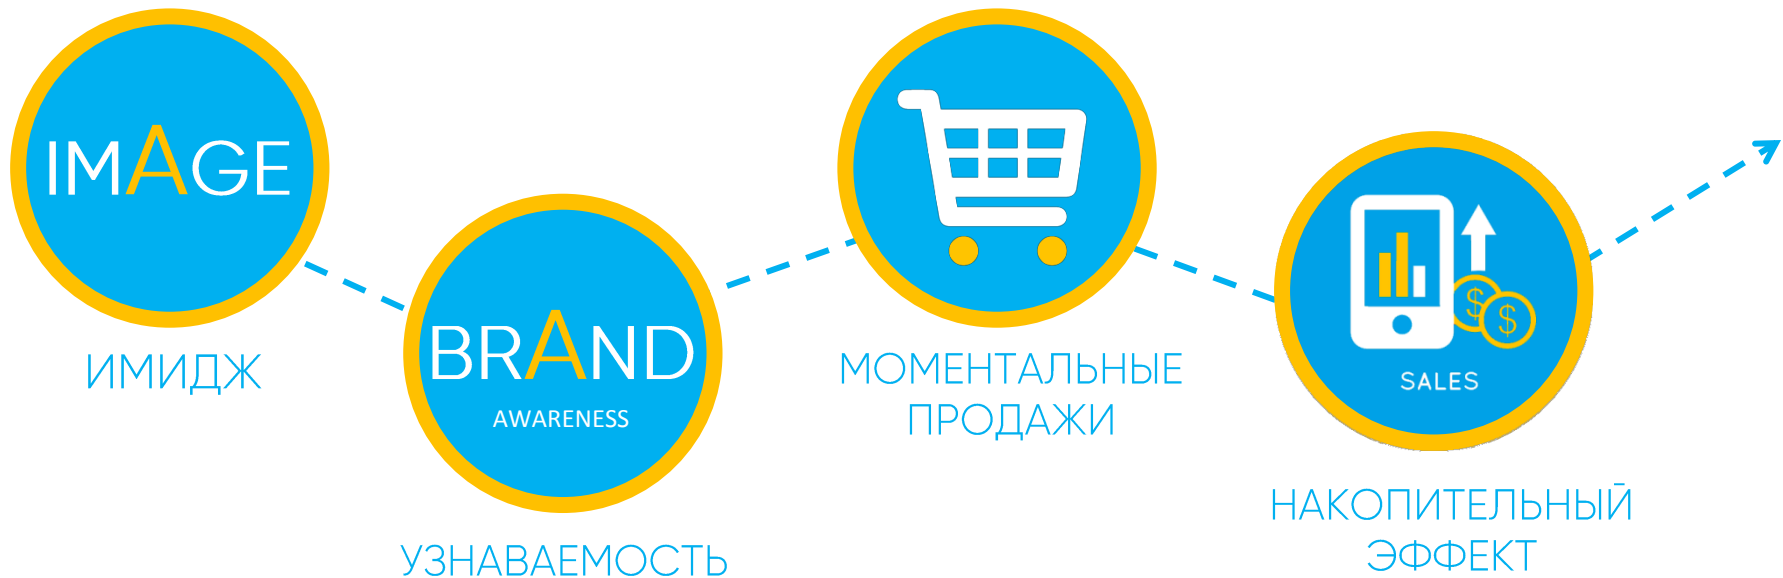 IMAGE
ИМИДЖ
BRAND
AWARENESS
УЗНАВАЕМОСТЬ
МОМЕНТАЛЬНЫЕ
ПРОДАЖИ
$
$
SALES
НАКОПИТЕЛЬНЫЙ
ЭФФЕКТ